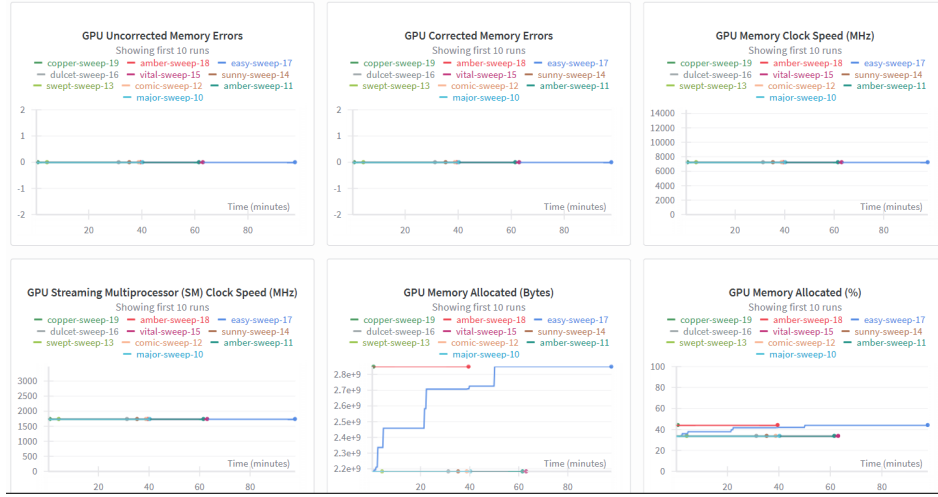 GPU Uncorrected Memory Errors
Showing first 10 runs
copper-sweep-19 amber-sweep-18 easy-sweep-17
dulcet-sweep-16 vital-sweep-15 sunny-sweep-14
swept-sweep-13 comic-sweep-12 amber-sweep-11
major-sweep-10
2
1
0
-1
-2
Time (minutes)
20 40 60 80
GPU Corrected Memory Errors
Showing first 10 runs
copper-sweep-19 amber-sweep-18 easy-sweep-17
dulcet-sweep-16 vital-sweep-15 sunny-sweep-14
swept-sweep-13 comic-sweep-12 amber-sweep-11
major-sweep-10
2
1
0
-1
-2
Time (minutes)
20 40 60 80
GPU Memory Clock Speed (MHz)
Showing first 10 runs
copper-sweep-19 amber-sweep-18 easy-sweep-17
dulcet-sweep-16 vital-sweep-15 sunny-sweep-14
swept-sweep-13 comic-sweep-12 amber-sweep-11
major-sweep-10
14000
12000
10000
8000
6000
4000
2000
0
Time (minutes)
20 40 60 80
GPU Streaming Multiprocessor (SM) Clock Speed (MHz)
Showing first 10 runs
copper-sweep-19 amber-sweep-18 easy-sweep-17
dulcet-sweep-16 vital-sweep-15 sunny-sweep-14
swept-sweep-13 comic-sweep-12 amber-sweep-11
major-sweep-10
3000
2500
2000
1500
1000
500
0
Time (minutes)
20 40 60 80
GPU Memory Allocated (Bytes)
Showing first 10 runs
copper-sweep-19 amber-sweep-18 easy-sweep-17
dulcet-sweep-16 vital-sweep-15 sunny-sweep-14
swept-sweep-13 comic-sweep-12 amber-sweep-11
major-sweep-10
2.8e+9
2.7e+9
2.6e+9
2.5e+9
2.4e+9
2.3e+9
2.2e+9
Time (minutes)
20 40 60 80
GPU Memory Allocated (%)
Showing first 10 runs
copper-sweep-19 amber-sweep-18 easy-sweep-17
dulcet-sweep-16 vital-sweep-15 sunny-sweep-14
swept-sweep-13 comic-sweep-12 amber-sweep-11
major-sweep-10
100
80
60
40
20
0
Time (minutes)
20 40 60 80